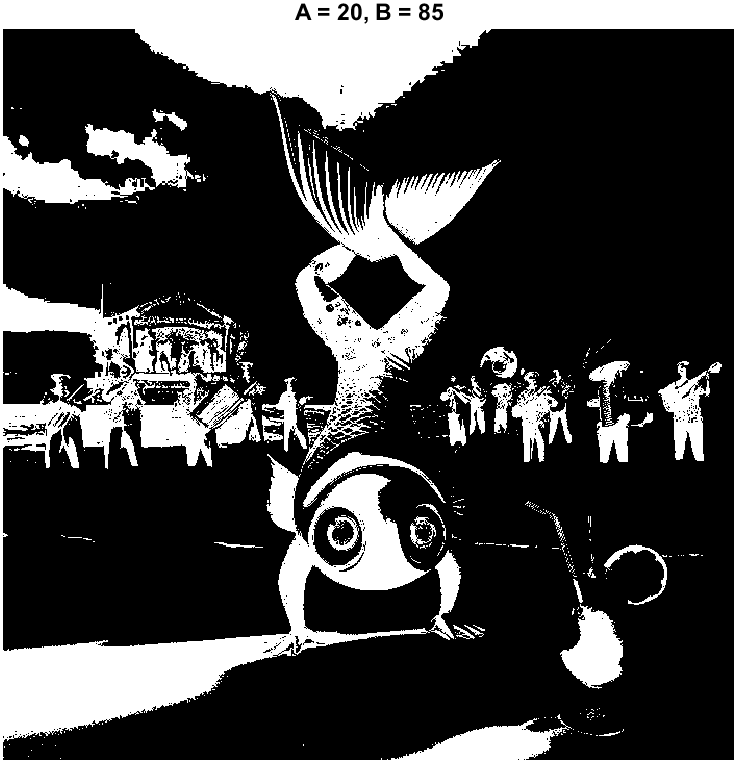 A = 20, B = 85